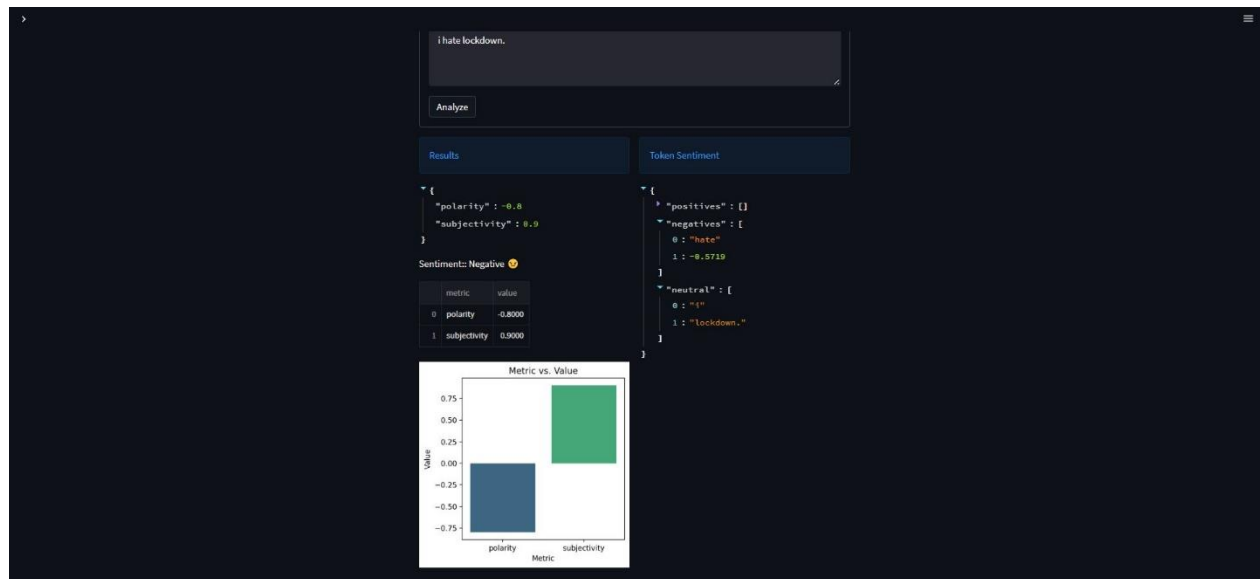 i hate lockdown.
Analyze
Results
{
"polarity" : -0.8
"subjectivity" : 0.9
}
Sentiment:: Negative 😠
metric value
0 polarity -0.8000
1 subjectivity 0.9000
Metric vs. Value
Value
0.75
0.50
0.25
0.00
−0.25
−0.50
−0.75
polarity subjectivity
Metric
Token Sentiment
{
"positives" : []
"negatives" : [
0 : "hate"
1 : -0.5719
]
"neutral" : [
0 : "i"
1 : "lockdown."
]
}